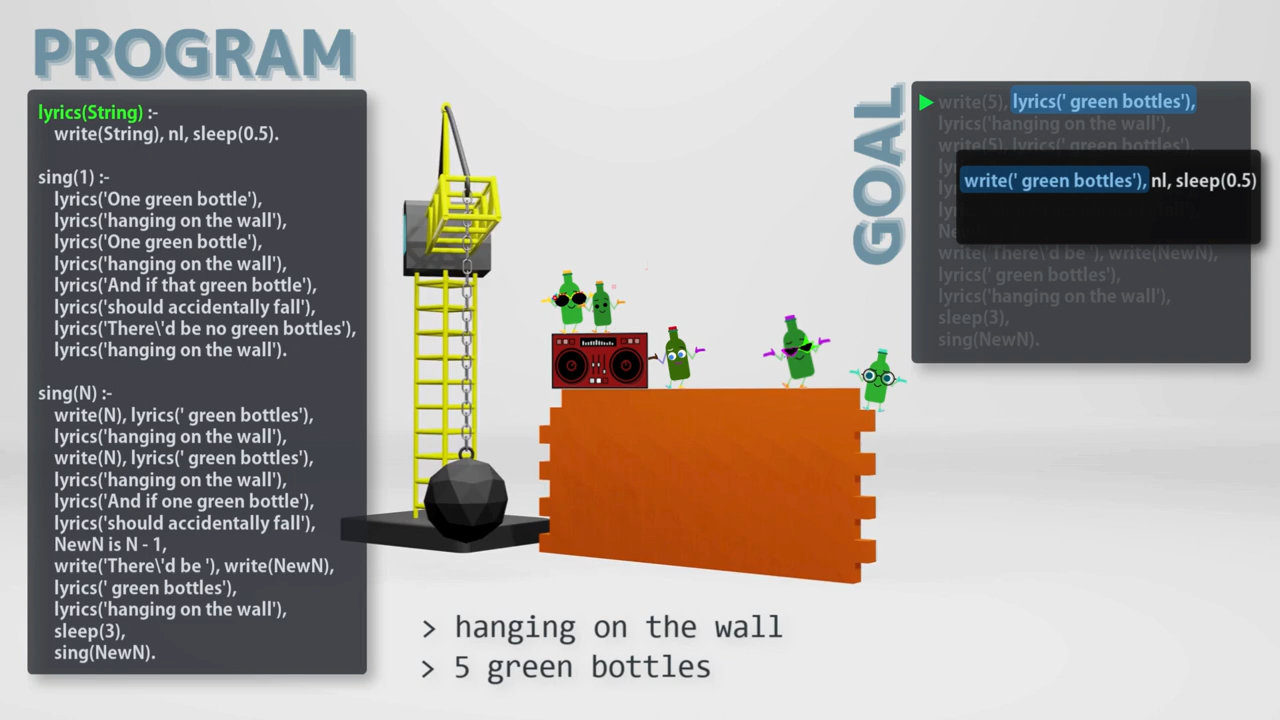 PROGRAM
lyrics(String) :-
write(String), nl, sleep(0.5).
sing(1) :-
lyrics('One green bottle'),
lyrics('hanging on the wall'),
lyrics('One green bottle'),
lyrics('hanging on the wall'),
lyrics('And if that green bottle'),
lyrics('should accidentally fall'),
lyrics('There\'d be no green bottles'),
lyrics('hanging on the wall').
sing(N) :-
write(N), lyrics(' green bottles'),
lyrics('hanging on the wall'),
write(N), lyrics(' green bottles'),
lyrics('hanging on the wall'),
lyrics('And if one green bottle'),
lyrics('should accidentally fall'),
NewN is N - 1,
write('There\'d be '), write(NewN),
lyrics(' green bottles'),
lyrics('hanging on the wall'),
sleep(3),
sing(NewN).
GOAL
write(5), lyrics(' green bottles'),
lyrics('hanging on the wall'),
write(5), lyrics(' green bottles'),
write(' green bottles'), nl, sleep(0.5)
write('There\'d be '), write(NewN),
lyrics(' green bottles'),
lyrics('hanging on the wall'),
sleep(3),
sing(NewN).
> hanging on the wall
> 5 green bottles